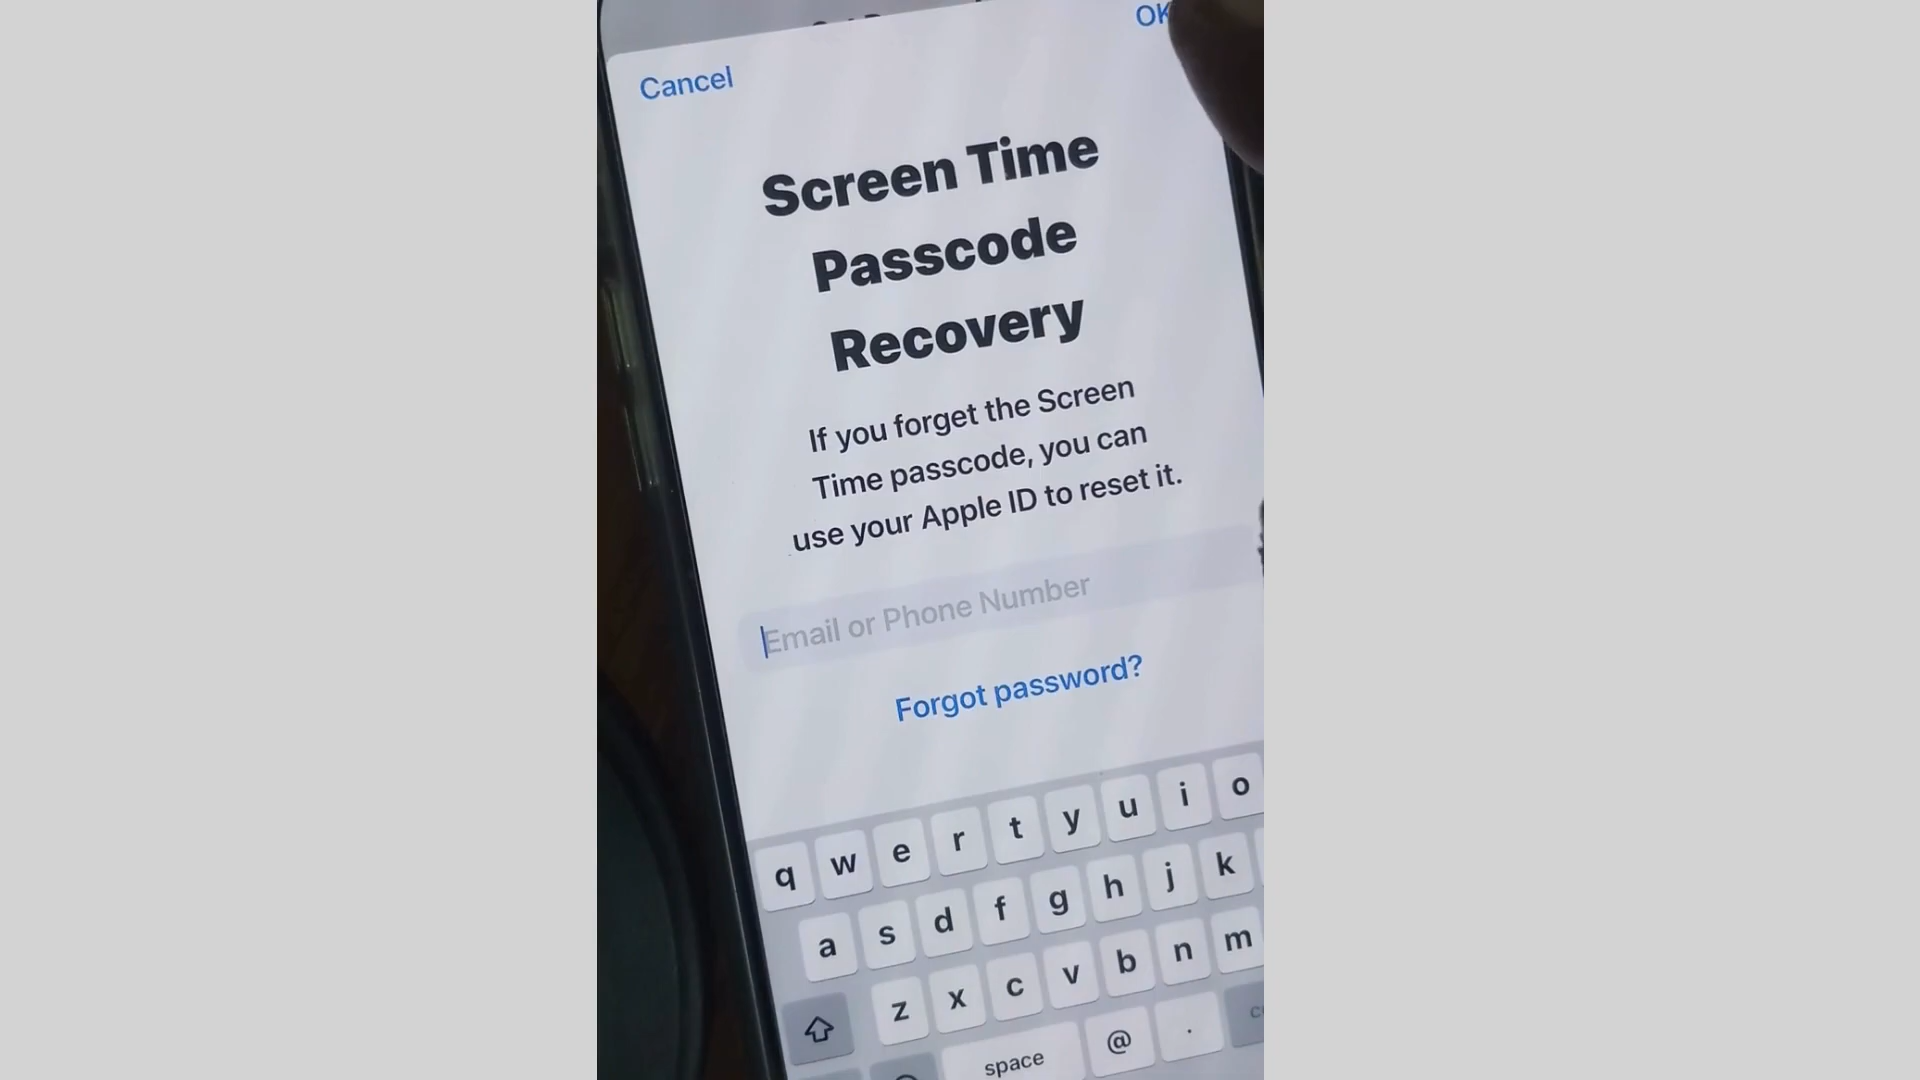 OK
Cancel
Screen Time
Passcode
Recovery
If you forget the Screen
Time passcode, you can
use your Apple ID to reset it.
Email or Phone Number
Forgot password?
q w e r t y u i o
a s d f g h j k
z x c v b n m
space @ .